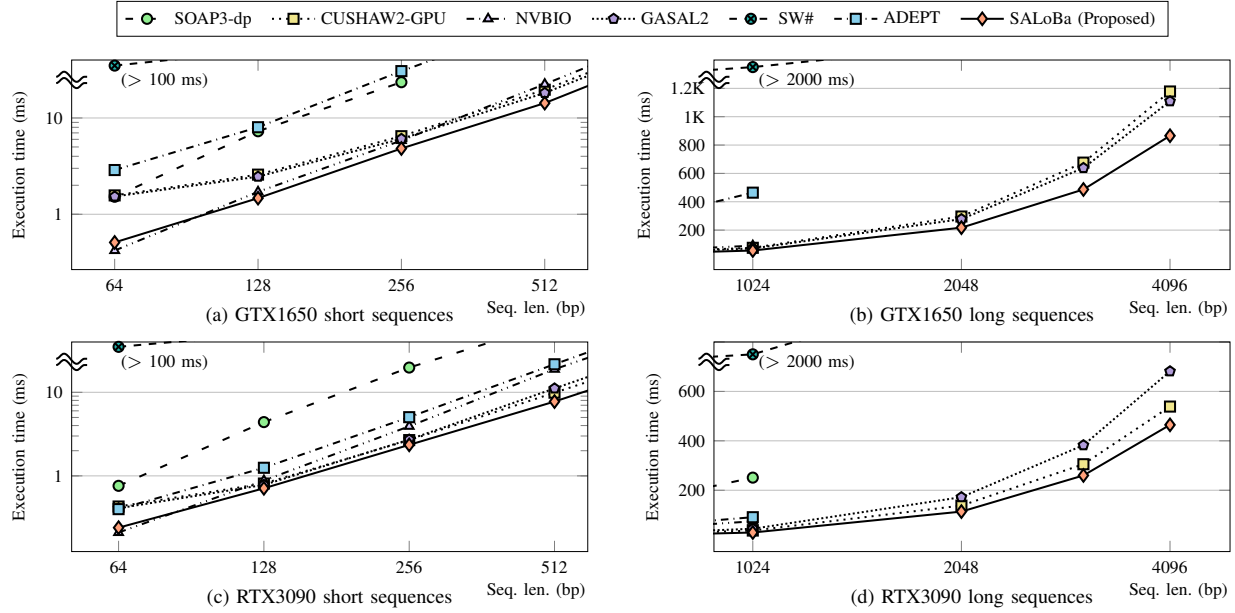 SOAP3-dp CUSHAW2-GPU NVBIO GASAL2 SW# ADEPT SALoBa (Proposed)
Execution time (ms)
(> 100 ms)
10
1
64 128 256 512
Seq. len. (bp)
(a) GTX1650 short sequences
Execution time (ms)
(> 2000 ms)
1.2K
1K
800
600
400
200
1024 2048 4096
Seq. len. (bp)
(b) GTX1650 long sequences
Execution time (ms)
(> 100 ms)
10
1
64 128 256 512
Seq. len. (bp)
(c) RTX3090 short sequences
Execution time (ms)
(> 2000 ms)
600
400
200
1024 2048 4096
Seq. len. (bp)
(d) RTX3090 long sequences